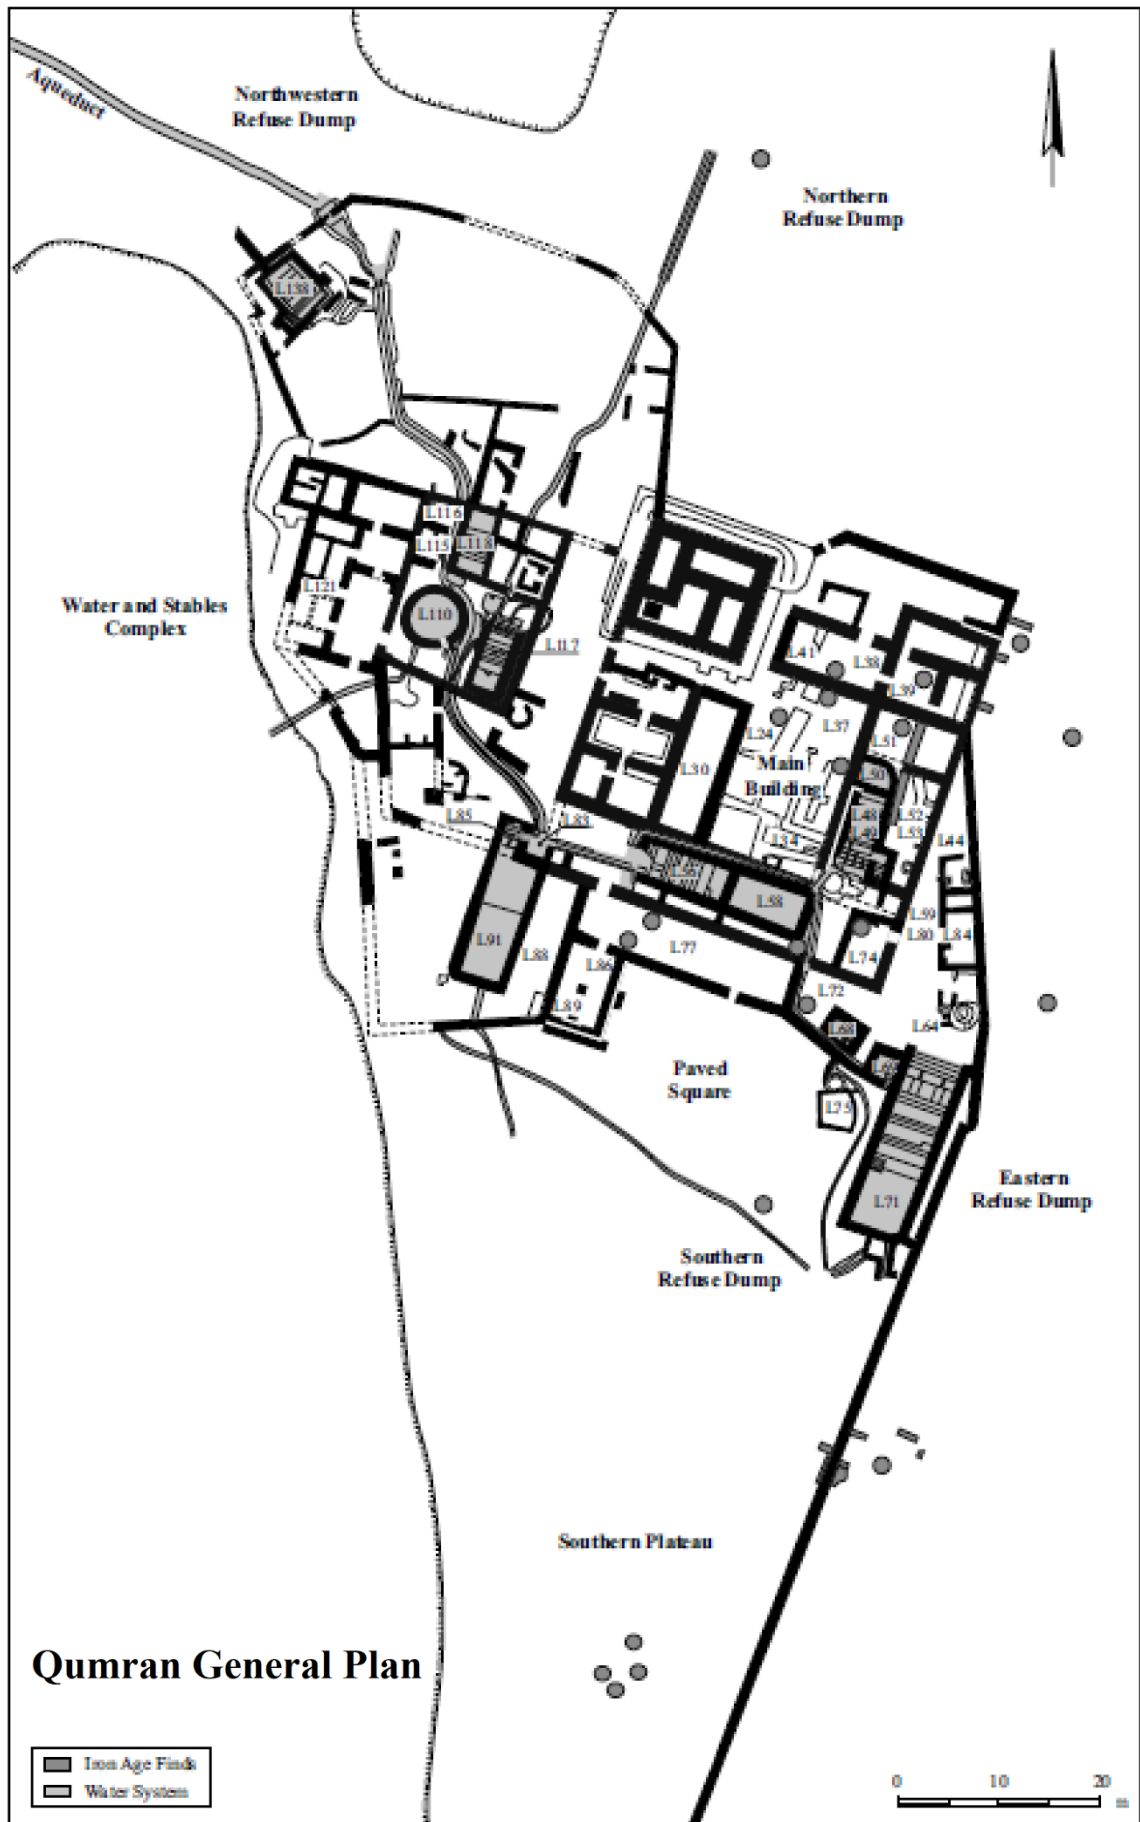 Aqueduct
Northwestern
Refuse Dump
Northern
Refuse Dump
L138
L116
L115
L118
L121
L110
L117
Water and Stables
Complex
L41
L38
L39
L24
L37
L51
Main
Building
L30
L50
L48
L49
L52
L53
L34
L44
L85
L83
L56
L58
L59
L80
L84
L91
L88
L86
L77
L74
L89
L72
L68
L64
Paved
Square
L75
L71
Eastern
Refuse Dump
Southern
Refuse Dump
Southern Plateau
Qumran General Plan
Iron Age Finds
Water System
0 10 20
m